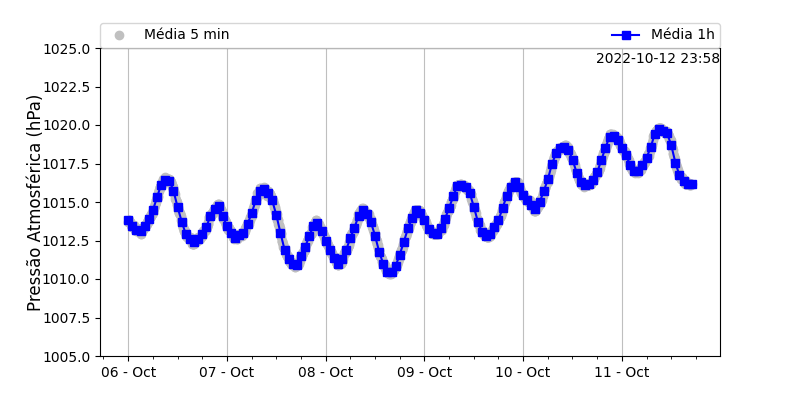 Média 5 min
Média 1h
2022-10-12 23:58
Pressão Atmosférica (hPa)
1025.0
1022.5
1020.0
1017.5
1015.0
1012.5
1010.0
1007.5
1005.0
06 - Oct
07 - Oct
08 - Oct
09 - Oct
10 - Oct
11 - Oct